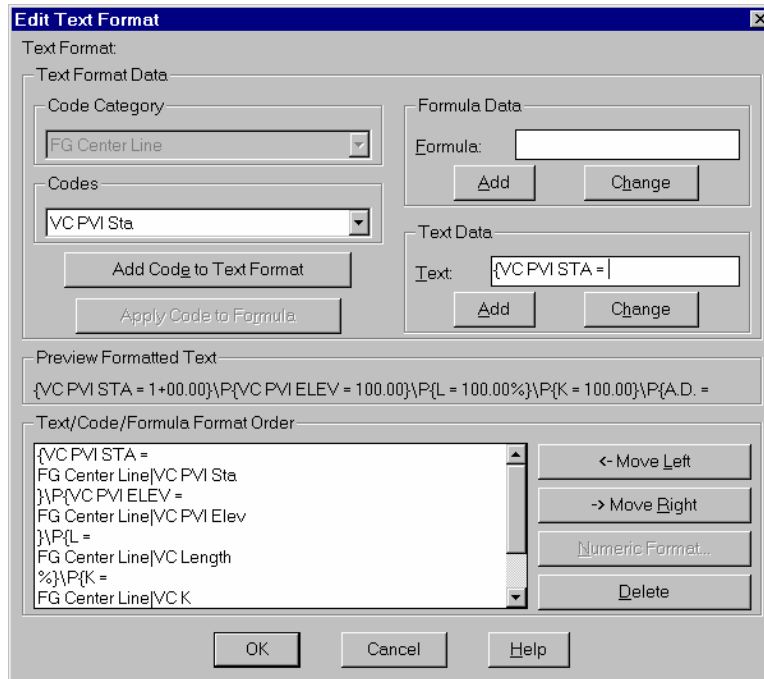 Edit Text Format
Text Format:
Text Format Data
Code Category
FG Center Line
Codes
VC PVI Sta
Add Code to Text Format
Apply Code to Formula
Formula Data
Formula:
Add
Change
Text Data
Text:
{VC PVI STA =
Add
Change
Preview Formatted Text
{VC PVI STA = 1+00.00}\P{VC PVI ELEV = 100.00}\P{L = 100.00%}\P{K = 100.00}\P{A.D. =
Text/Code/Formula Format Order
{VC PVI STA =
FG Center Line|VC PVI Sta
}\P{VC PVI ELEV =
FG Center Line|VC PVI Elev
}\P{L =
FG Center Line|VC Length
%}\P{K =
FG Center Line|VC K
<- Move Left
-> Move Right
Numeric Format...
Delete
OK
Cancel
Help